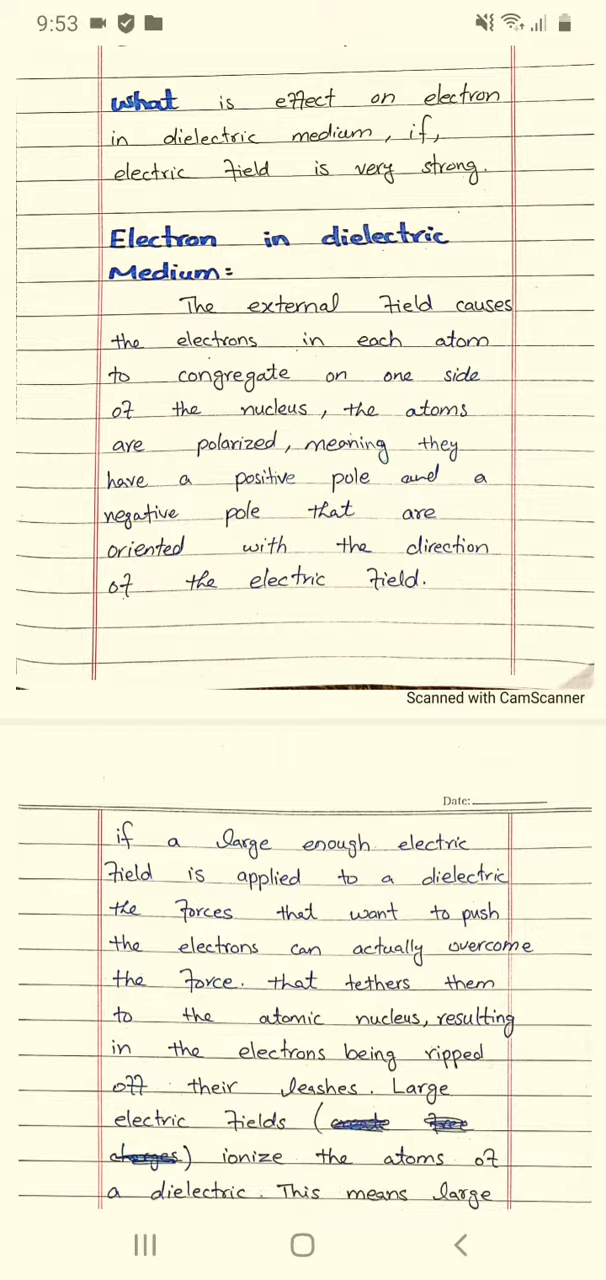 9:53
What is effect on electron
in dielectric medium, if,
electric field is very strong.
Electron in dielectric
Medium:
The external field causes
the electrons in each atom
to congregate on one side
of the nucleus, the atoms
are polarized, meaning they
have a positive pole and a
negative pole that are
oriented with the direction
of the electric field.
Scanned with CamScanner
Date:
if a large enough electric
field is applied to a dielectric
the forces that want to push
the electrons can actually overcome
the force. that tethers them
to the atomic nucleus, resulting
in the electrons being ripped
off their leashes. Large
electric fields (create free
charges) ionize the atoms of
a dielectric. This means large